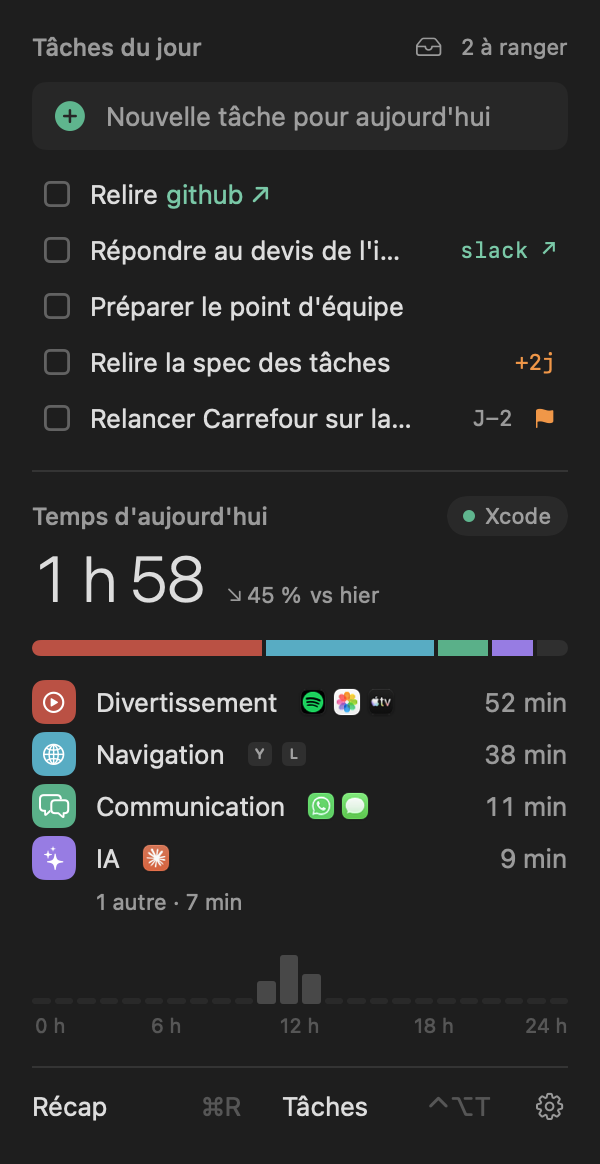 Tâches du jour 2 à ranger
Nouvelle tâche pour aujourd'hui
Relire github ↗
Répondre au devis de l'i... slack ↗
Préparer le point d'équipe
Relire la spec des tâches +2j
Relancer Carrefour sur la... J–2
Temps d'aujourd'hui Xcode
1 h 58 ↘ 45 % vs hier
Divertissement tv 52 min
Navigation Y L 38 min
Communication 11 min
IA 9 min
1 autre · 7 min
0 h 6 h 12 h 18 h 24 h
Récap ⌘R Tâches ⌃⌥T